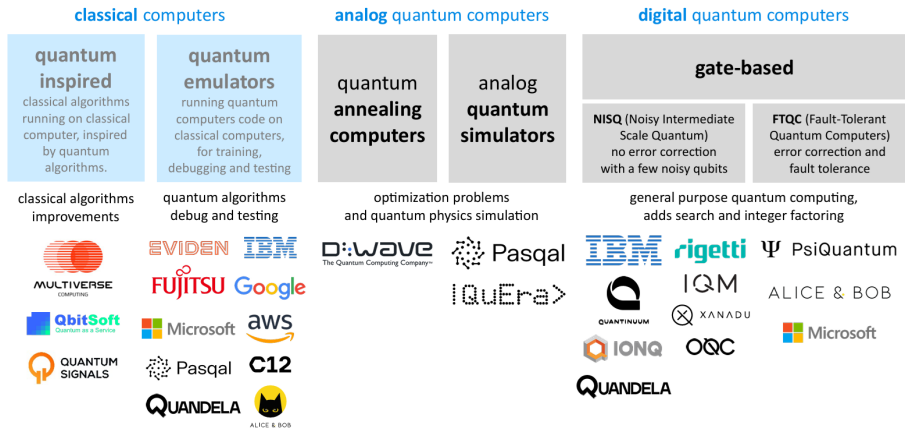 classical computers
analog quantum computers
digital quantum computers
quantum
inspired
classical algorithms
running on classical
computer, inspired
by quantum
algorithms.
quantum
emulators
running quantum
computers code on
classical computers,
for training,
debugging and testing
quantum
annealing
computers
analog
quantum
simulators
gate-based
NISQ (Noisy Intermediate
Scale Quantum)
no error correction
with a few noisy qubits
FTQC (Fault-Tolerant
Quantum Computers)
error correction and
fault tolerance
classical algorithms
improvements
quantum algorithms
debug and testing
optimization problems
and quantum physics simulation
general purpose quantum computing,
adds search and integer factoring
MULTIVERSE
COMPUTING
QbitSoft
Quantum as a Service
QUANTUM
SIGNALS
EVIDEN
IBM
FUJITSU
Google
Microsoft
aws
Pasqal
C12
QUANDELA
ALICE & BOB
D:wave
The Quantum Computing Company™
Pasqal
|QuEra>
IBM
rigetti
Ψ PsiQuantum
QUANTINUUM
IQM
ALICE & BOB
XANADU
Microsoft
IONQ
OQC
QUANDELA